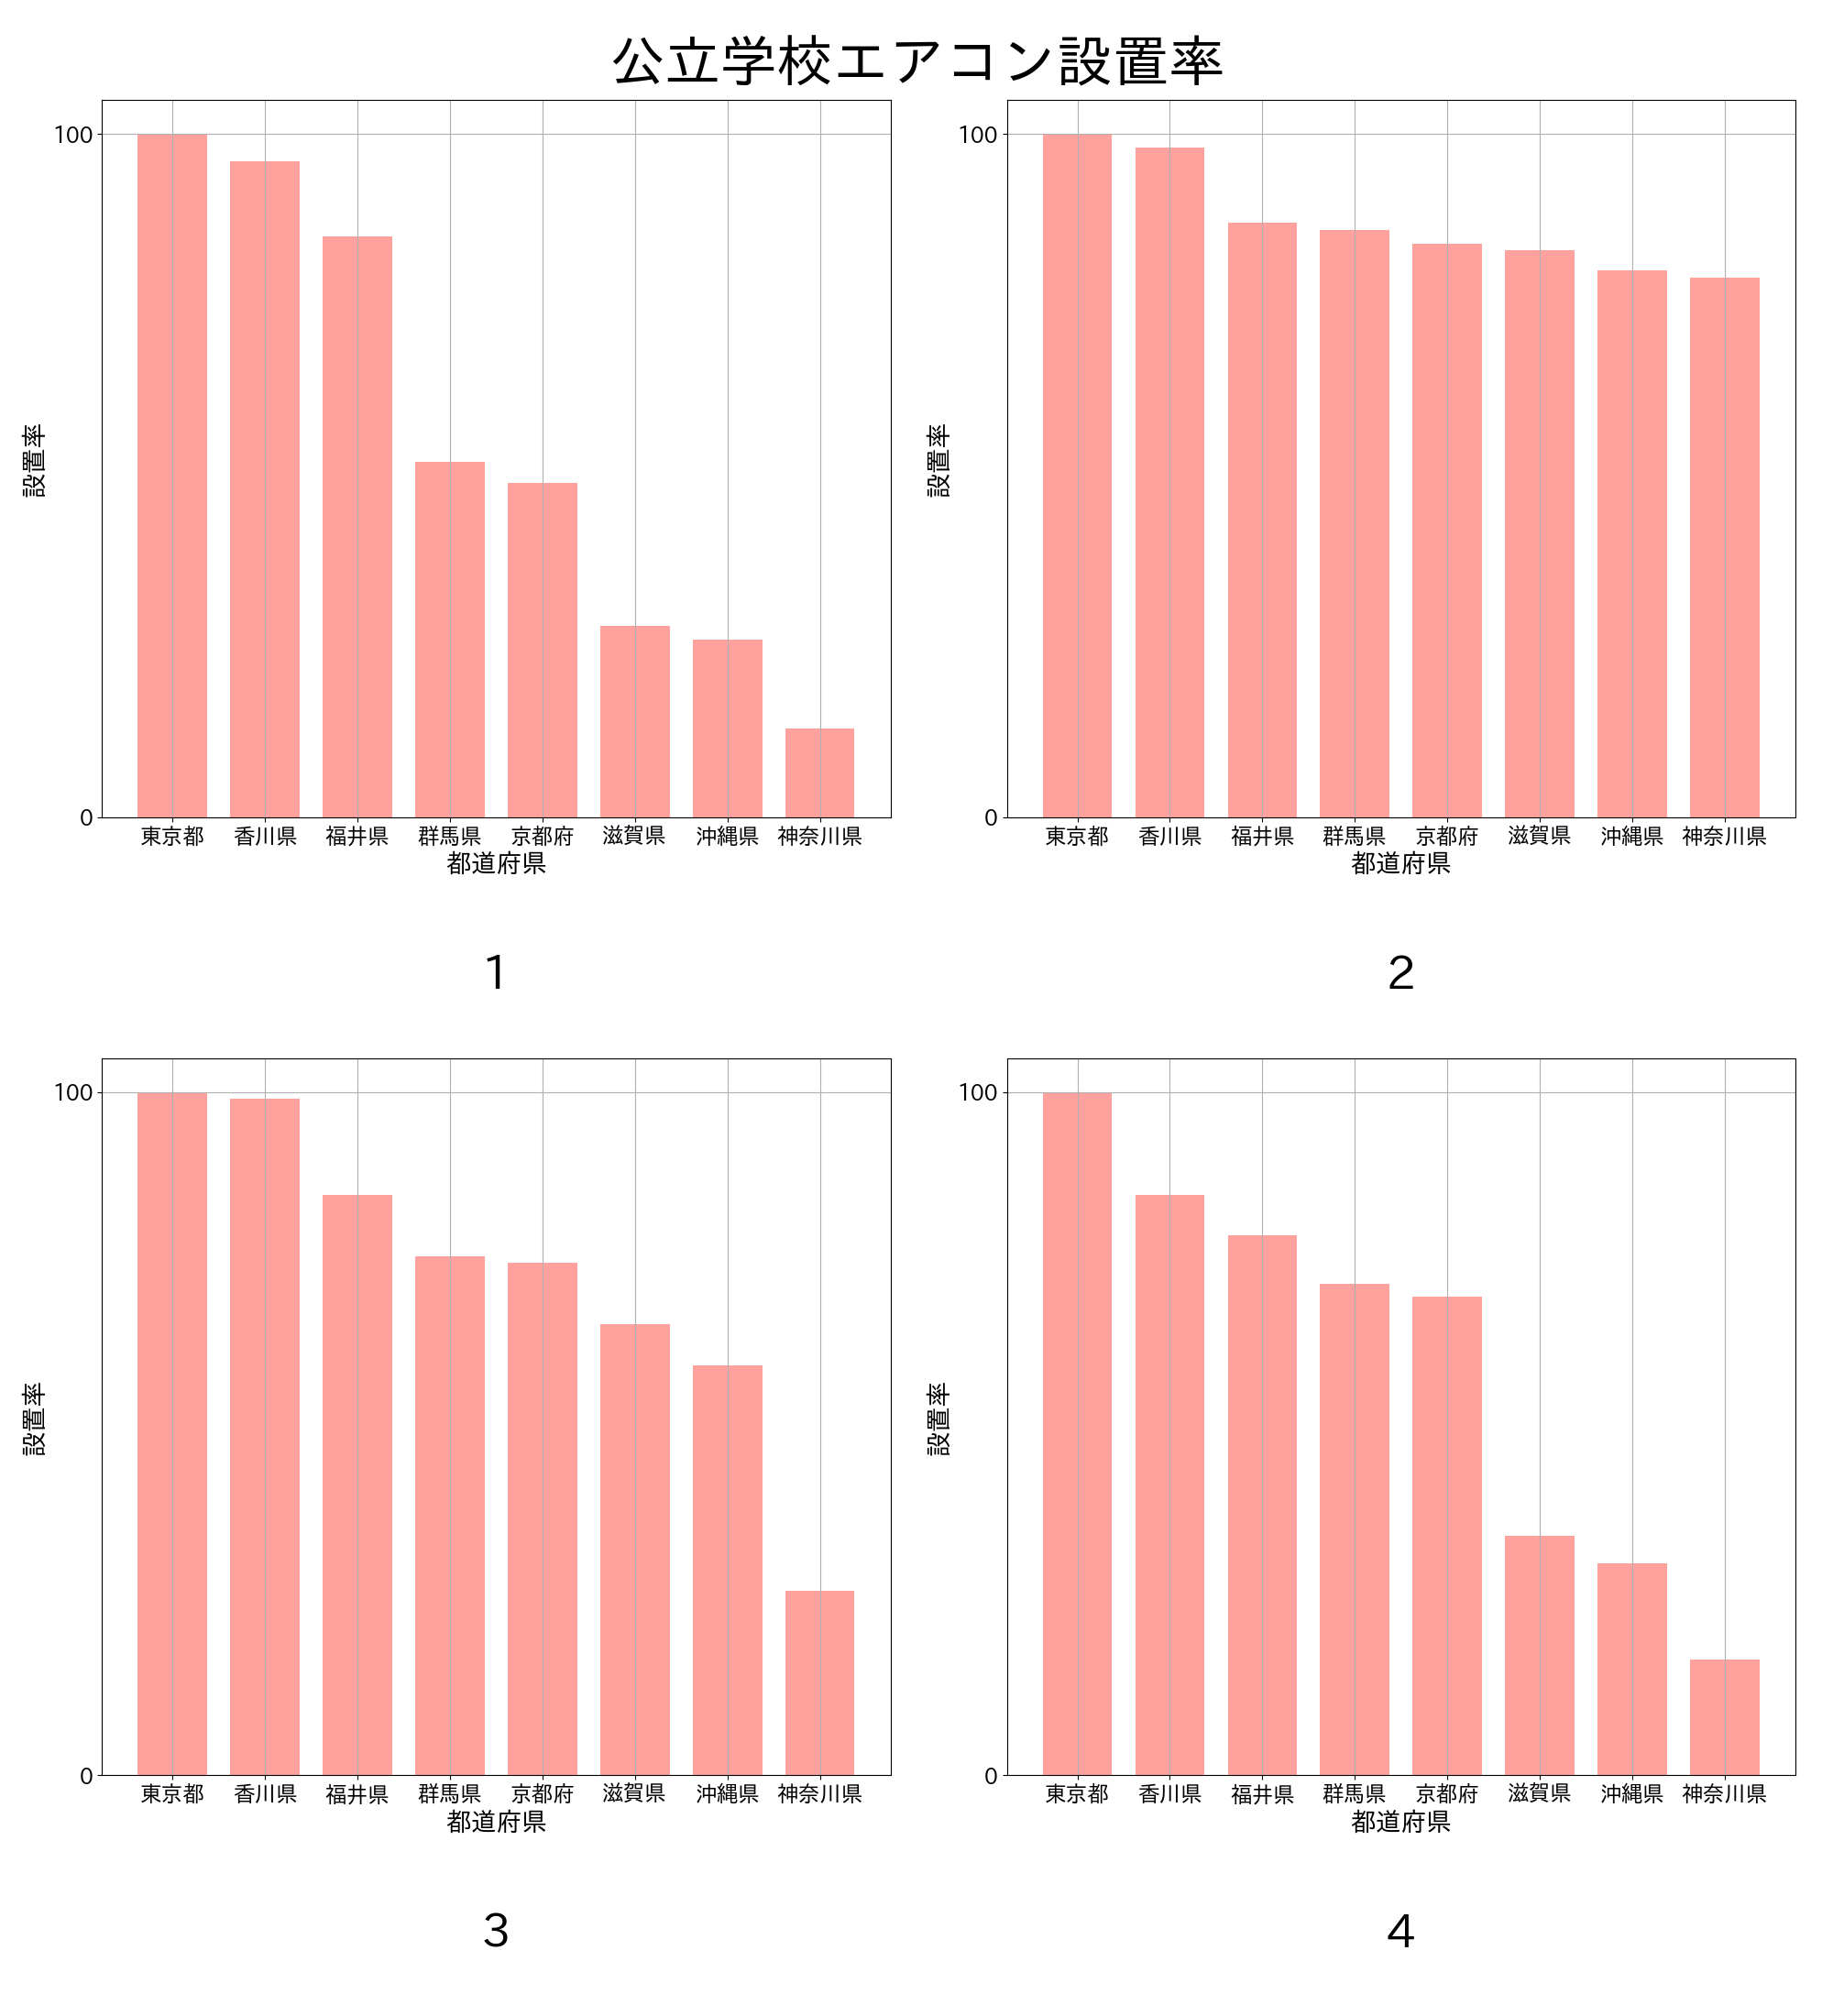 公立学校エアコン設置率
100
0
設置率
東京都 香川県 福井県 群馬県 京都府 滋賀県 沖縄県 神奈川県
都道府県
1
100
0
設置率
東京都 香川県 福井県 群馬県 京都府 滋賀県 沖縄県 神奈川県
都道府県
2
100
0
設置率
東京都 香川県 福井県 群馬県 京都府 滋賀県 沖縄県 神奈川県
都道府県
3
100
0
設置率
東京都 香川県 福井県 群馬県 京都府 滋賀県 沖縄県 神奈川県
都道府県
4